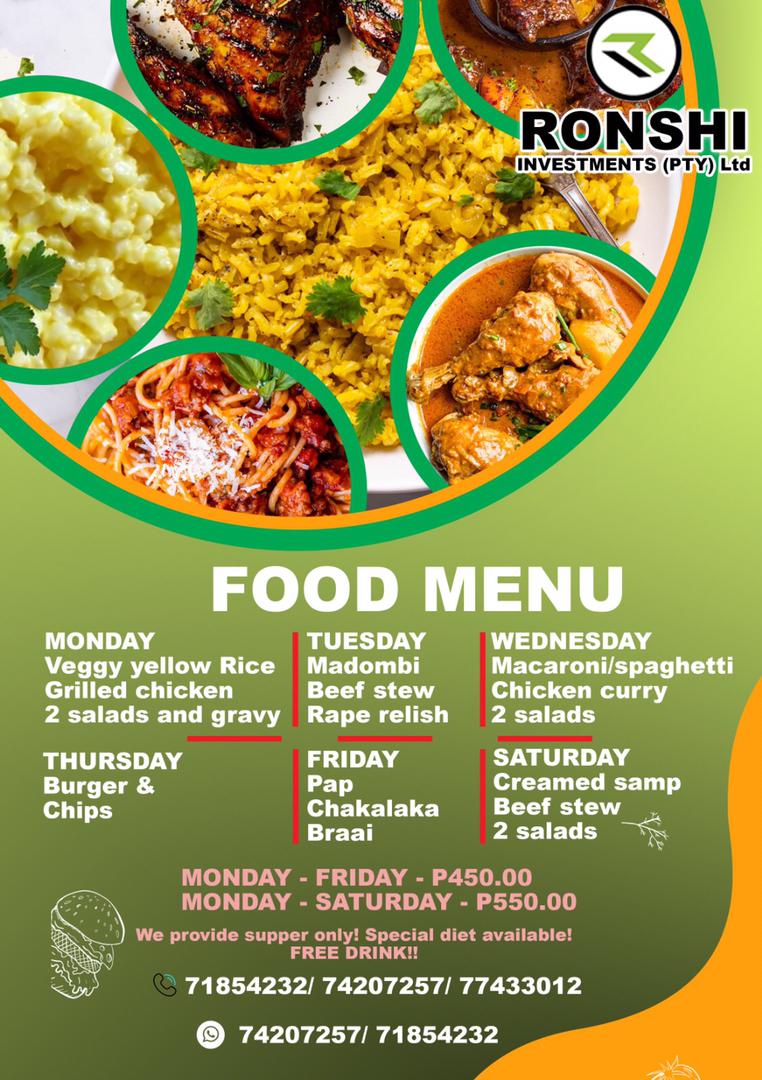 RONSHI
INVESTMENTS (PTY) Ltd
FOOD MENU
MONDAY
Veggy yellow Rice
Grilled chicken
2 salads and gravy
TUESDAY
Madombi
Beef stew
Rape relish
WEDNESDAY
Macaroni/spaghetti
Chicken curry
2 salads
THURSDAY
Burger &
Chips
FRIDAY
Pap
Chakalaka
Braai
SATURDAY
Creamed samp
Beef stew
2 salads
MONDAY - FRIDAY - P450.00
MONDAY - SATURDAY - P550.00
We provide supper only! Special diet available!
FREE DRINK!!
71854232/ 74207257/ 77433012
74207257/ 71854232